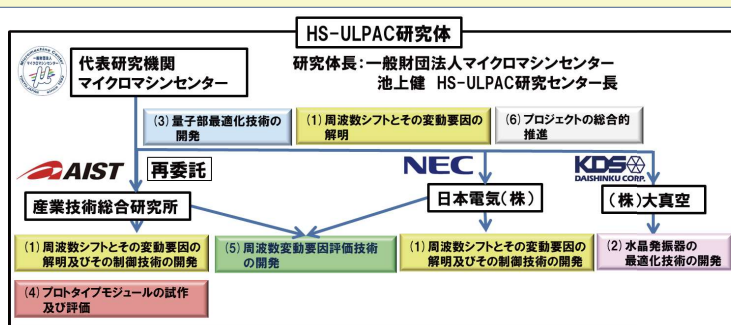 HS-ULPAC研究体
代表研究機関
マイクロマシンセンター
研究体長：一般財団法人マイクロマシンセンター
池上健 HS-ULPAC研究センター長
(3) 量子部最適化技術の
開発
(1) 周波数シフトとその変動要因の
解明
(6) プロジェクトの総合的
推進
AIST
再委託
NEC
KDS
DAISHINKU CORP.
産業技術総合研究所
日本電気(株)
(株)大真空
(1) 周波数シフトとその変動要因の
解明及びその制御技術の開発
(5) 周波数変動要因評価技術
の開発
(1) 周波数シフトとその変動要因の
解明及びその制御技術の開発
(2) 水晶発振器の
最適化技術の開発
(4) プロトタイプモジュールの試作
及び評価